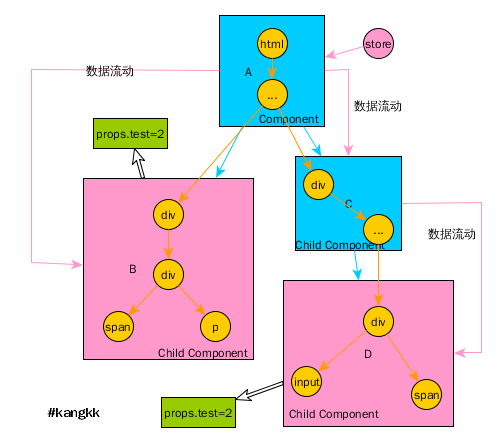 html
store
A
数据流动
...
数据流动
Component
props.test=2
div
C
div
...
数据流动
Child Component
B
div
span
p
Child Component
div
D
input
span
props.test=2
Child Component
#kangkk